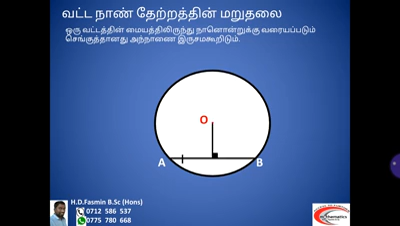 வட்ட நாண் தேற்றத்தின் மறுதலை
ஒரு வட்டத்தின் மையத்திலிருந்து நாணொன்றுக்கு வரையப்படும்
செங்குத்தானது அந்நாணை இருசமகூறிடும்.
O
A
B
H.D.Fasmin B.Sc (Hons)
0712 586 537
0775 780 668